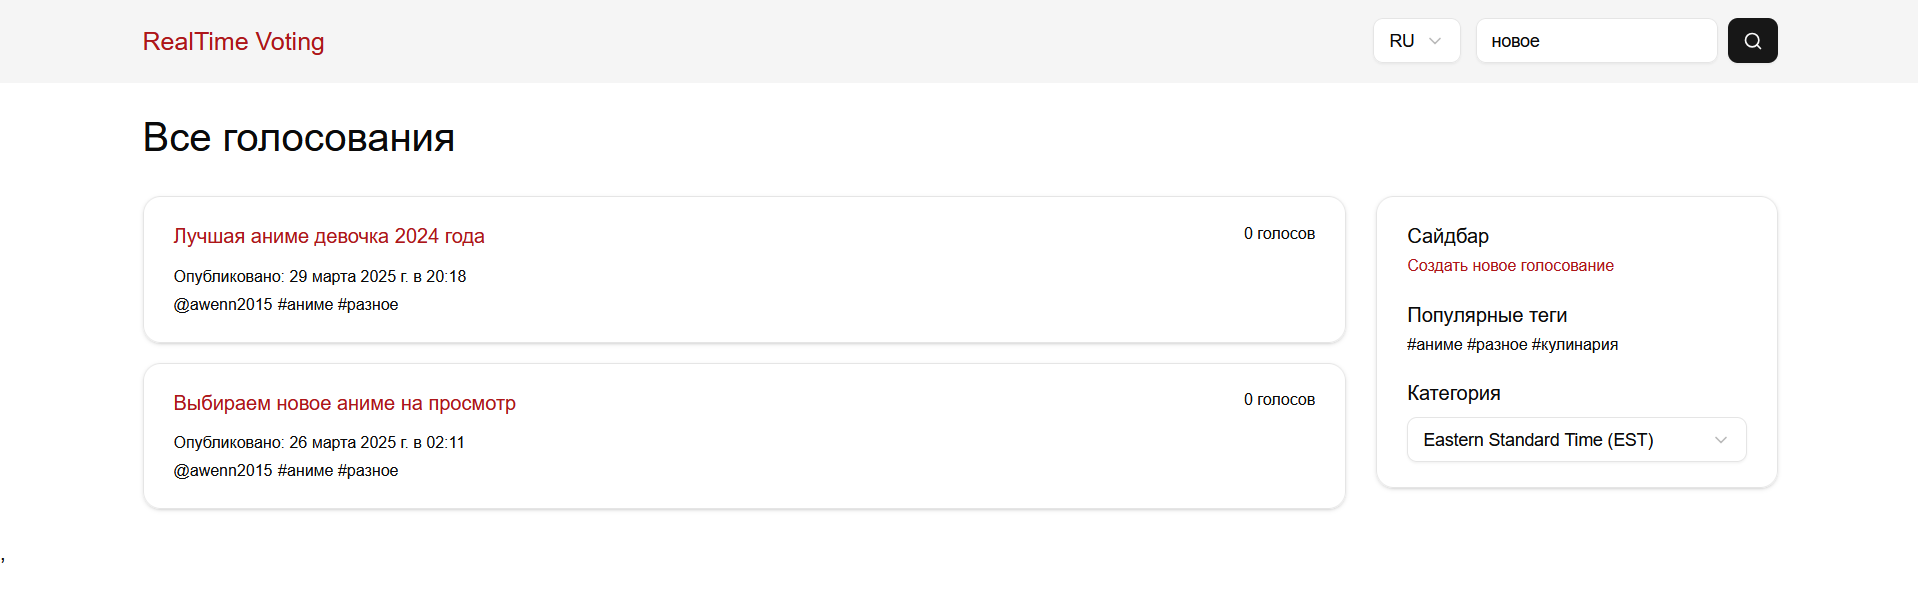 RealTime Voting
RU
новое
Все голосования
Лучшая аниме девочка 2024 года
0 голосов
Опубликовано: 29 марта 2025 г. в 20:18
@awenn2015 #аниме #разное
Выбираем новое аниме на просмотр
0 голосов
Опубликовано: 26 марта 2025 г. в 02:11
@awenn2015 #аниме #разное
Сайдбар
Создать новое голосование
Популярные теги
#аниме #разное #кулинария
Категория
Eastern Standard Time (EST)
,